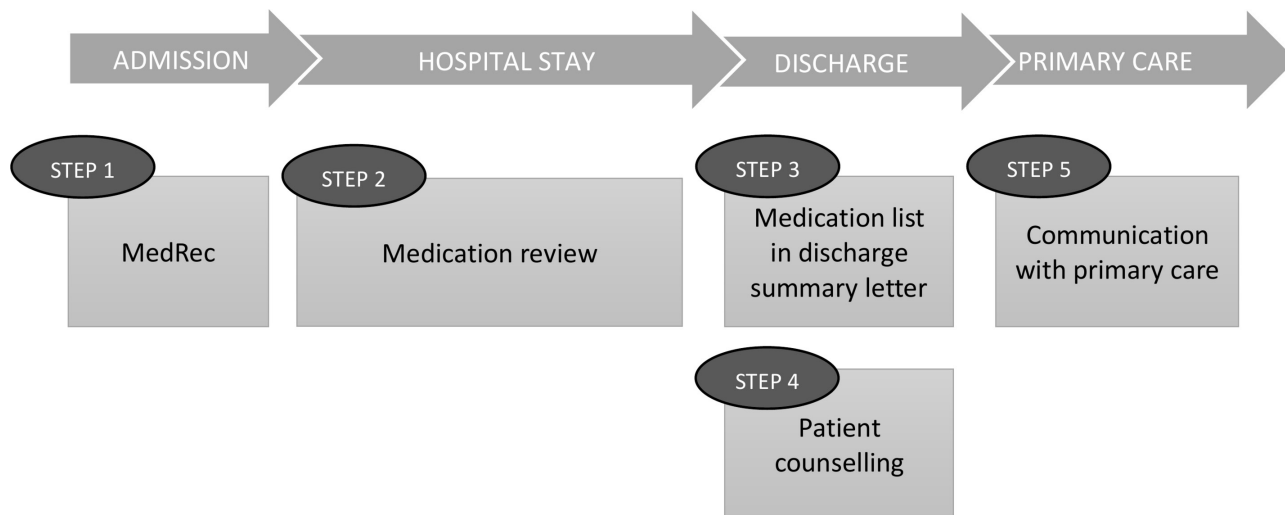 ADMISSION
HOSPITAL STAY
DISCHARGE
PRIMARY CARE
STEP 1
MedRec
STEP 2
Medication review
STEP 3
Medication list
in discharge
summary letter
STEP 4
Patient
counselling
STEP 5
Communication
with primary care